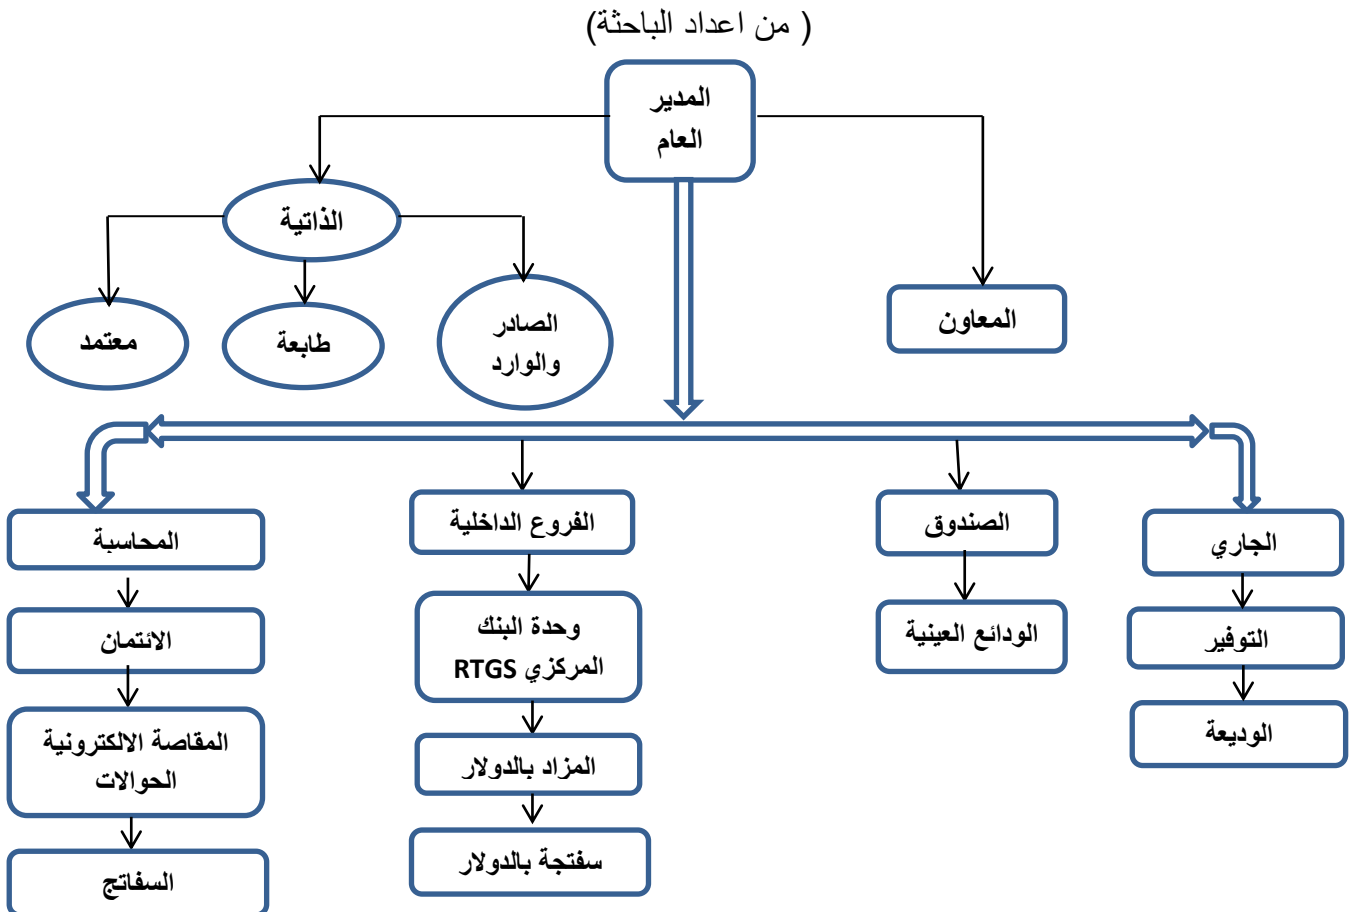 ( من اعداد الباحثة)
المدير
العام
الذاتية
المعاون
الصادر
والوارد
طابعة
معتمد
الجاري
الصندوق
الفروع الداخلية
المحاسبة
التوفير
الودائع العينية
وحدة البنك
المركزي RTGS
الائتمان
الوديعة
المزاد بالدولار
المقاصة الالكترونية
الحوالات
سفتجة بالدولار
السفاتج